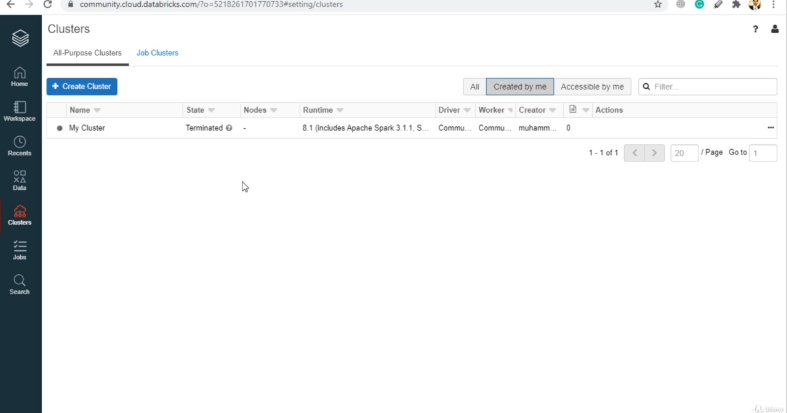 community.cloud.databricks.com/?o=5218261701770733#setting/clusters
Clusters
?
All-Purpose Clusters Job Clusters
+ Create Cluster
All Created by me Accessible by me Filter...
Name State Nodes Runtime Driver Worker Creator Actions
My Cluster Terminated - 8.1 (includes Apache Spark 3.1.1, S... Commu... Commu... muhamm... 0 ...
1 - 1 of 1 < > 20 / Page Go to 1
Home
Workspace
Recents
Data
Clusters
Jobs
Search
Udemy